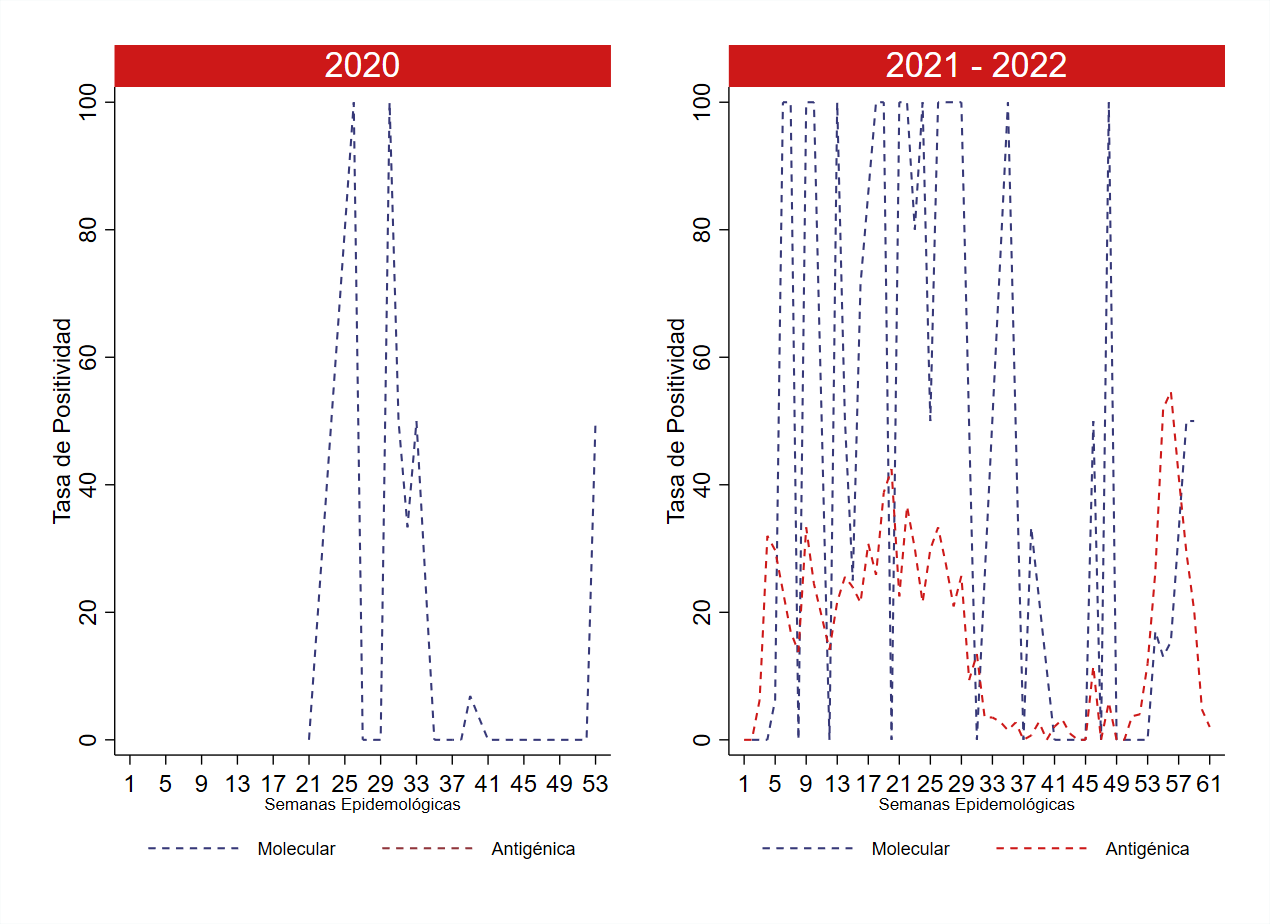 2020
100
80
60
40
20
0
Tasa de Positividad
1 5 9 13 17 21 25 29 33 37 41 45 49 53
Semanas Epidemológicas
Molecular Antigénica
2021 - 2022
100
80
60
40
20
0
Tasa de Positividad
1 5 9 13 17 21 25 29 33 37 41 45 49 53 57 61
Semanas Epidemológicas
Molecular Antigénica